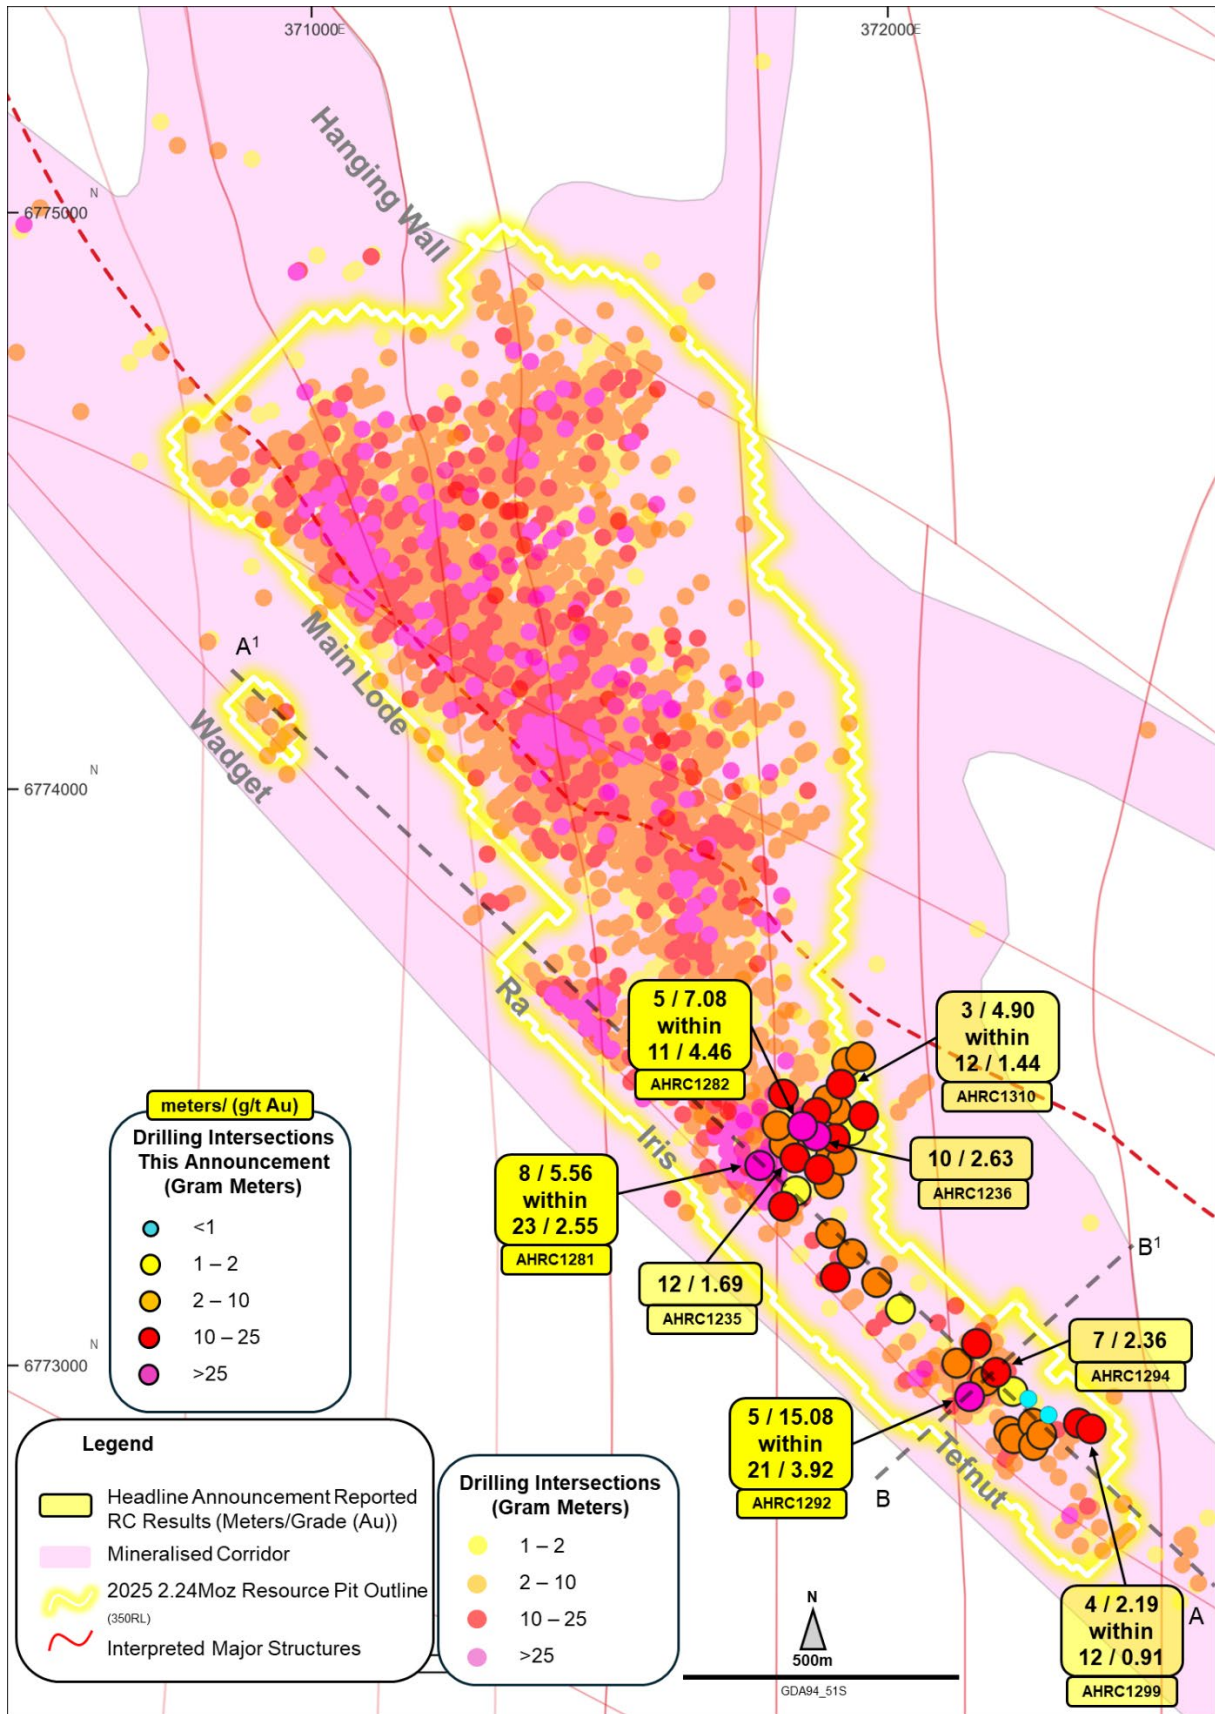 371000E
372000E
Hanging Wall
N
6775000
A1
Main Lode
Wadget
N
6774000
Ra
5 / 7.08
within
11 / 4.46
AHRC1282
3 / 4.90
within
12 / 1.44
AHRC1310
Iris
10 / 2.63
AHRC1236
8 / 5.56
within
23 / 2.55
AHRC1281
12 / 1.69
AHRC1235
B1
N
6773000
7 / 2.36
AHRC1294
5 / 15.08
within
21 / 3.92
AHRC1292
Tefnut
B
4 / 2.19
within
12 / 0.91
AHRC1299
A
meters/ (g/t Au)
Drilling Intersections
This Announcement
(Gram Meters)
<1
1 – 2
2 – 10
10 – 25
>25
Legend
Headline Announcement Reported
RC Results (Meters/Grade (Au))
Mineralised Corridor
2025 2.24Moz Resource Pit Outline
(350RL)
Interpreted Major Structures
Drilling Intersections
(Gram Meters)
1 – 2
2 – 10
10 – 25
>25
N
500m
GDA94_51S